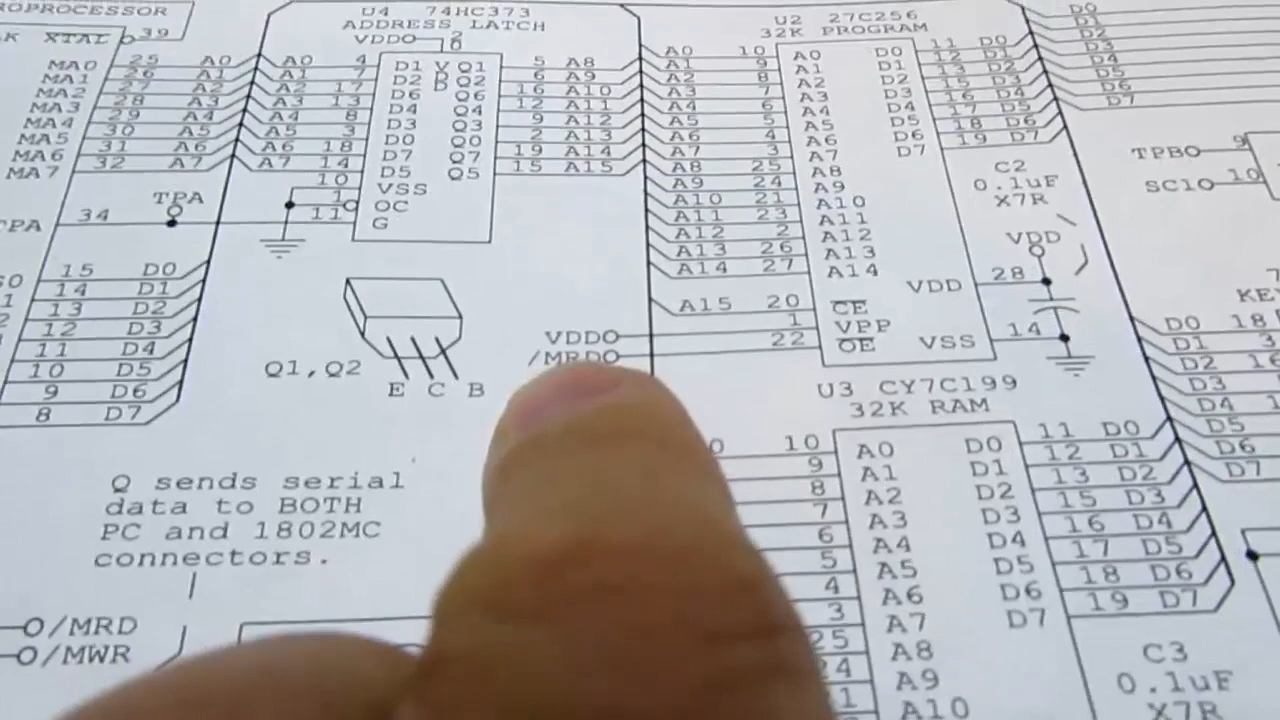 ROPROCESSOR
K XTAL 39
MA0 25 A0
MA1 26 A1
MA2 27 A2
MA3 28 A3
MA4 29 A4
MA5 30 A5
MA6 31 A6
MA7 32 A7
TPA
TPA 34
15 D0
14 D1
13 D2
12 D3
11 D4
10 D5
9 D6
8 D7
U4 74HC373
ADDRESS LATCH
VDDO 20
A0 4 D1 Q1 5 A8
A1 7 D2 Q2 6 A9
A2 17 D6 Q6 16 A10
A3 13 D4 Q4 12 A11
A4 8 D3 Q3 9 A12
A5 3 D0 Q0 2 A13
A6 18 D7 Q7 19 A14
A7 14 D5 Q5 15 A15
VDD
10 VSS
1 OC
11 G
Q1,Q2
E C B
Q sends serial
data to BOTH
PC and 1802MC
connectors.
O/MRD
O/MWR
U2 27C256
32K PROGRAM
A0 10 A0 D0 11 D0
A1 9 A1 D1 12 D1
A2 8 A2 D2 13 D2
A3 7 A3 D3 15 D3
A4 6 A4 D4 16 D4
A5 5 A5 D5 17 D5
A6 4 A6 D6 18 D6
A7 3 A7 D7 19 D7
A8 25 A8
A9 24 A9
A10 21 A10
A11 23 A11
A12 2 A12
A13 26 A13
A14 27 A14
A15 20 CE
VDDO 1 VPP
/MRDO 22 OE
VDD 28
VSS 14
C2
0.1uF
X7R
VDD
U3 CY7C199
32K RAM
10 A0 D0 11 D0
9 A1 D1 12 D1
8 A2 D2 13 D2
7 A3 D3 15 D3
6 A4 D4 16 D4
5 A5 D5 17 D5
4 A6 D6 18 D6
3 A7 D7 19 D7
25 A8
24 A9
1 A10
C3
0.1uF
X7R
D0
D1
D2
D3
D4
D5
D6
D7
TPBO 9
SC1O 10
KEY
D0 18
D1 3
D2 16
D3
D4 1
D5
D6
D7